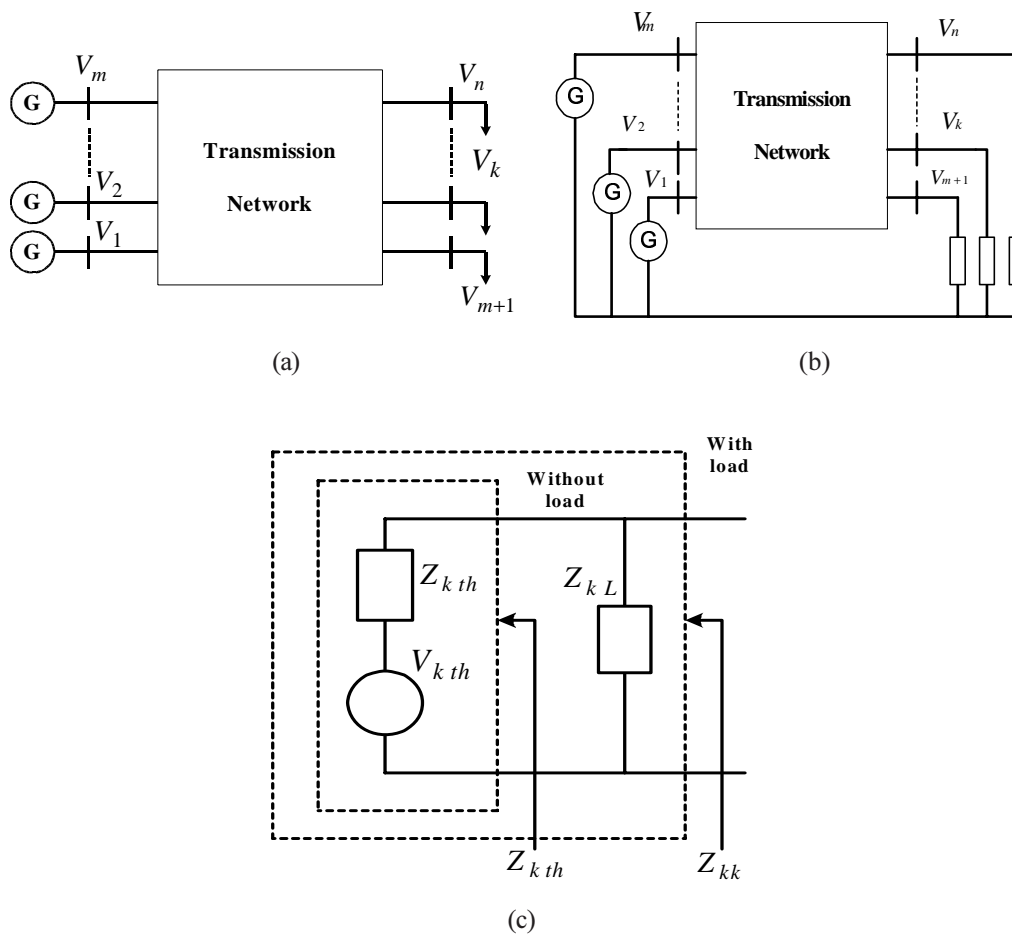 V_m
V_n
G
Transmission
V_k
V_2
G
Network
V_1
G
V_{m+1}
(a)
V_m
V_n
G
Transmission
V_2
V_k
Network
G
V_1
V_{m+1}
G
(b)
With
load
Without
load
Z_{k th}
Z_{k L}
V_{k th}
Z_{k th}
Z_{kk}
(c)